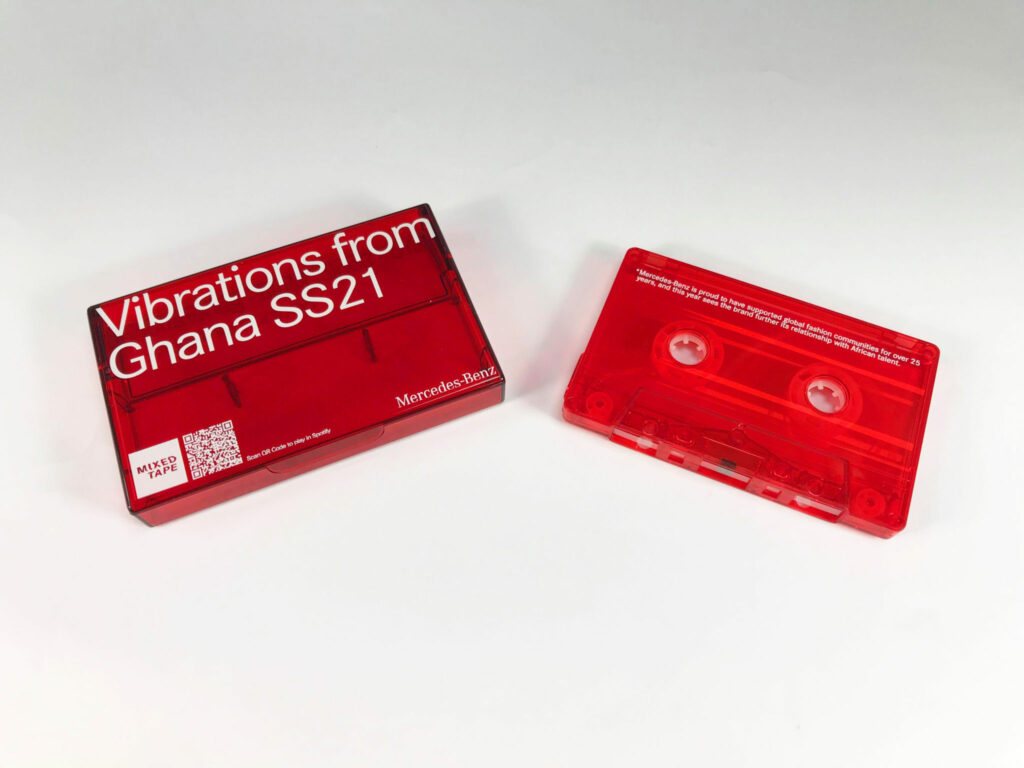 Vibrations from
Ghana SS21
Mercedes-Benz
MIXED
TAPE
Scan QR Code to play in Spotify
*Mercedes-Benz is proud to have supported global fashion communities for over 25
years, and this year sees the brand further its relationship with African talent.